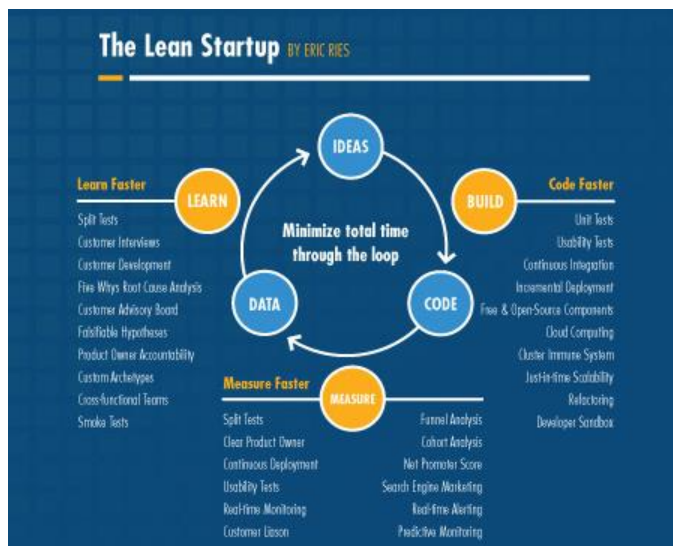 The Lean Startup BY ERIC RIES
IDEAS
LEARN
BUILD
Minimize total time
through the loop
DATA
CODE
MEASURE
Learn Faster
Split Tests
Customer Interviews
Customer Development
Five Whys Root Cause Analysis
Customer Advisory Board
Falsifiable Hypotheses
Product Owner Accountability
Custom Archetypes
Cross-functional Teams
Smoke Tests
Code Faster
Unit Tests
Usability Tests
Continuous Integration
Incremental Deployment
Free & Open-Source Components
Cloud Computing
Cluster Immune System
Just-in-time Scalability
Refactoring
Developer Sandbox
Measure Faster
Split Tests
Clear Product Owner
Continuous Deployment
Usability Tests
Real-time Monitoring
Customer Liason
Funnel Analysis
Cohort Analysis
Net Promoter Score
Search Engine Marketing
Real-time Alerting
Predictive Monitoring